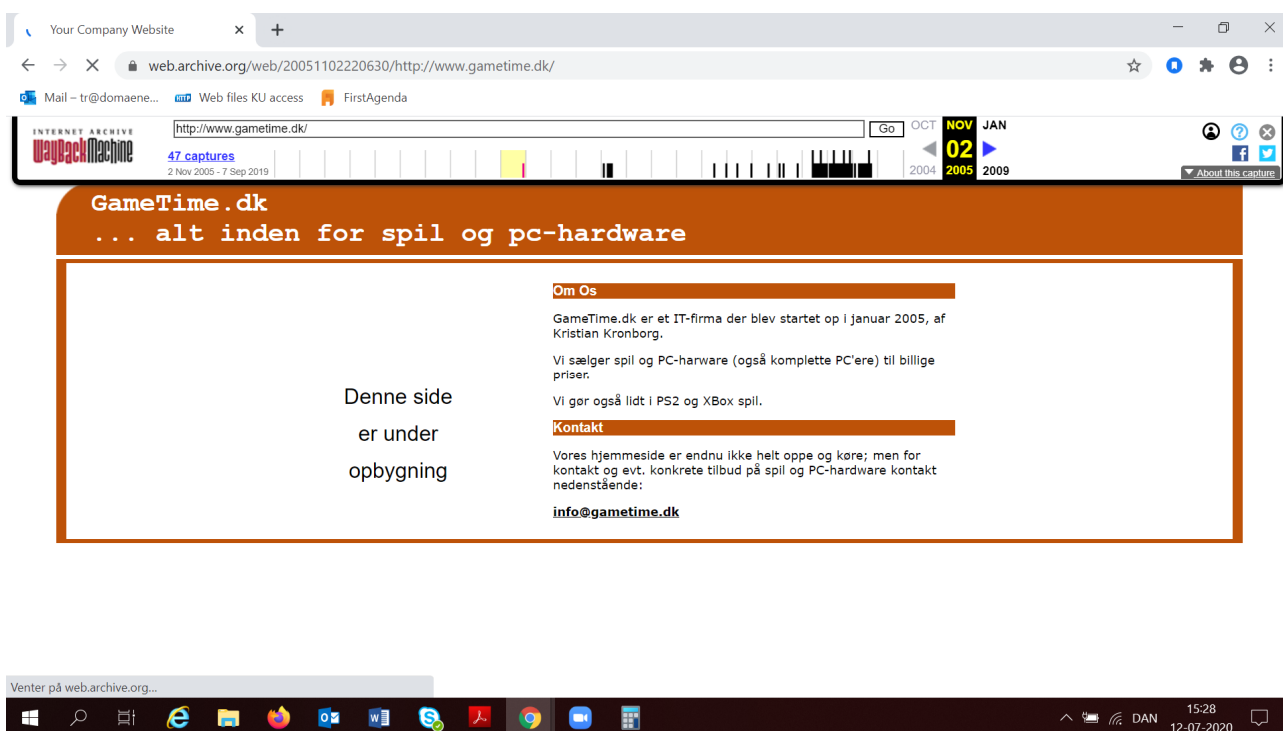 Your Company Website
web.archive.org/web/20051102220630/http://www.gametime.dk/
Mail – tr@domaene... Web files KU access FirstAgenda
INTERNET ARCHIVE
WayBackMachine
http://www.gametime.dk/ Go
OCT NOV JAN
47 captures
02
2 Nov 2005 - 7 Sep 2019
2004 2005 2009
About this capture
GameTime.dk
... alt inden for spil og pc-hardware
Denne side
er under
opbygning
Om Os
GameTime.dk er et IT-firma der blev startet op i januar 2005, af
Kristian Kronborg.
Vi sælger spil og PC-harware (også komplette PC'ere) til billige
priser.
Vi gør også lidt i PS2 og XBox spil.
Kontakt
Vores hjemmeside er endnu ikke helt oppe og køre; men for
kontakt og evt. konkrete tilbud på spil og PC-hardware kontakt
nedenstående:
info@gametime.dk
Venter på web.archive.org...
DAN
15:28
12-07-2020